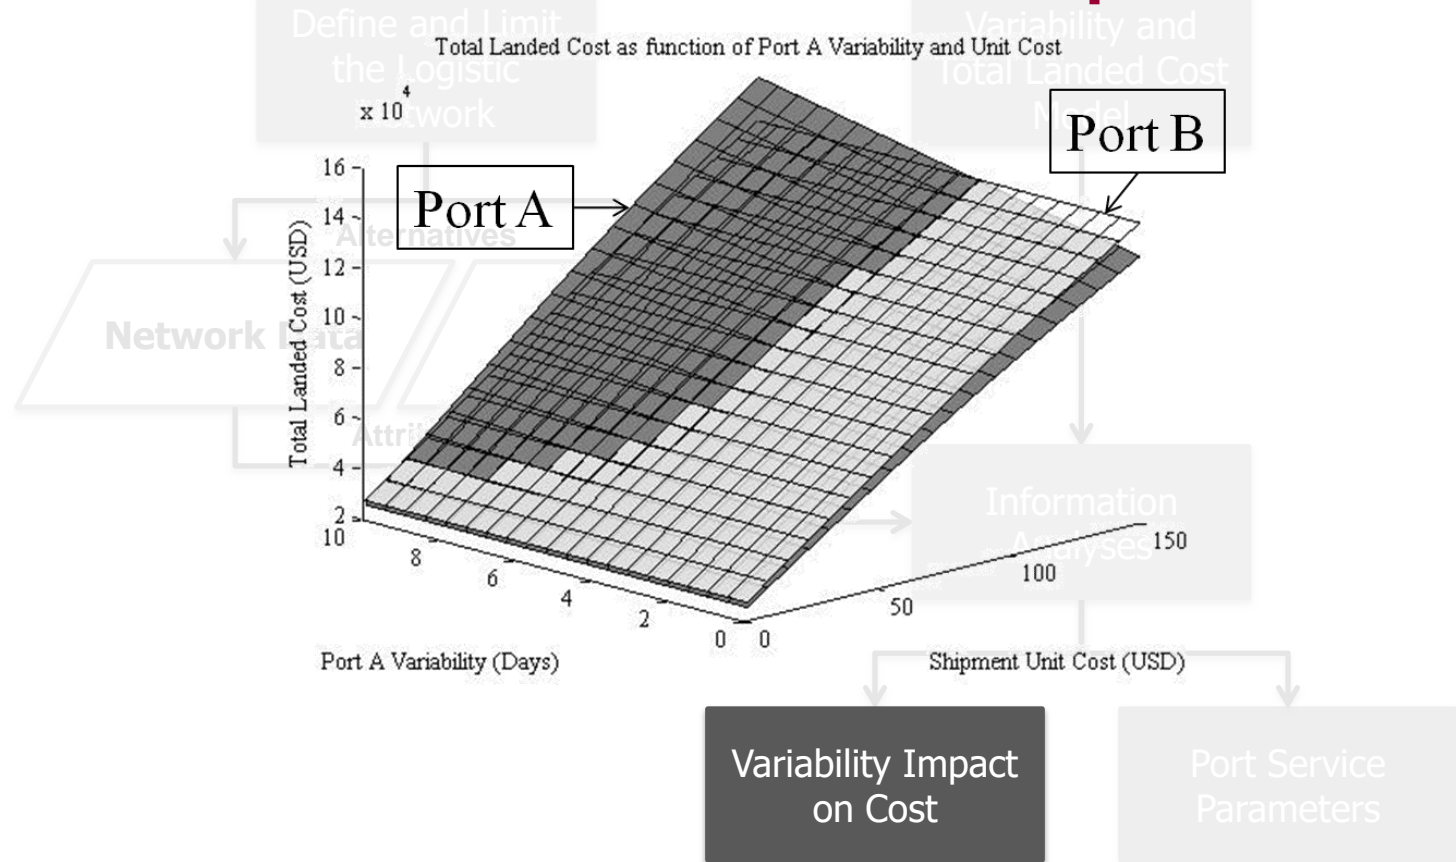 Define and Limit
the Logistic
Network
Variability and
Total Landed Cost
Model
Total Landed Cost as function of Port A Variability and Unit Cost
x 10
4
Port A
Port B
Alternatives
Network Data
16
14
12
10
8
6
4
2
Total Landed Cost (USD)
10
8
6
4
2
0
0
50
100
150
Port A Variability (Days)
Shipment Unit Cost (USD)
Information
Analyses
Variability Impact
on Cost
Port Service
Parameters